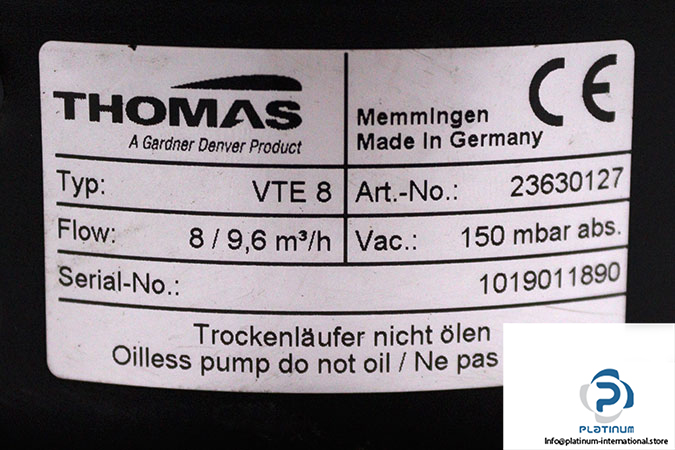 THOMAS
A Gardner Denver Product
Memmingen
Made in Germany
CE
Typ: VTE 8
Art.-No.: 23630127
Flow: 8 / 9,6 m³/h
Vac.: 150 mbar abs.
Serial-No.: 1019011890
Trockenläufer nicht ölen
Oilless pump do not oil / Ne pas
PLATINUM
Info@platinum-international.store